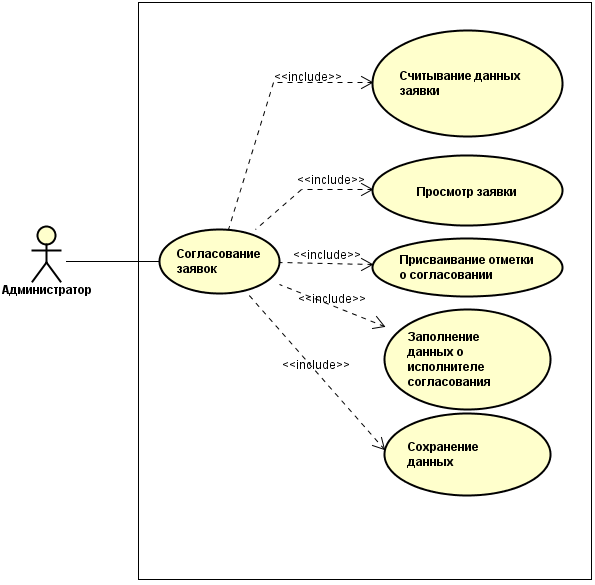 <<include>>
Считывание данных
заявки
<<include>>
Просмотр заявки
Согласование
заявок
<<include>>
Присваивание отметки
о согласовании
Администратор
<<include>>
Заполнение
данных о
исполнителе
согласования
<<include>>
Сохранение
данных